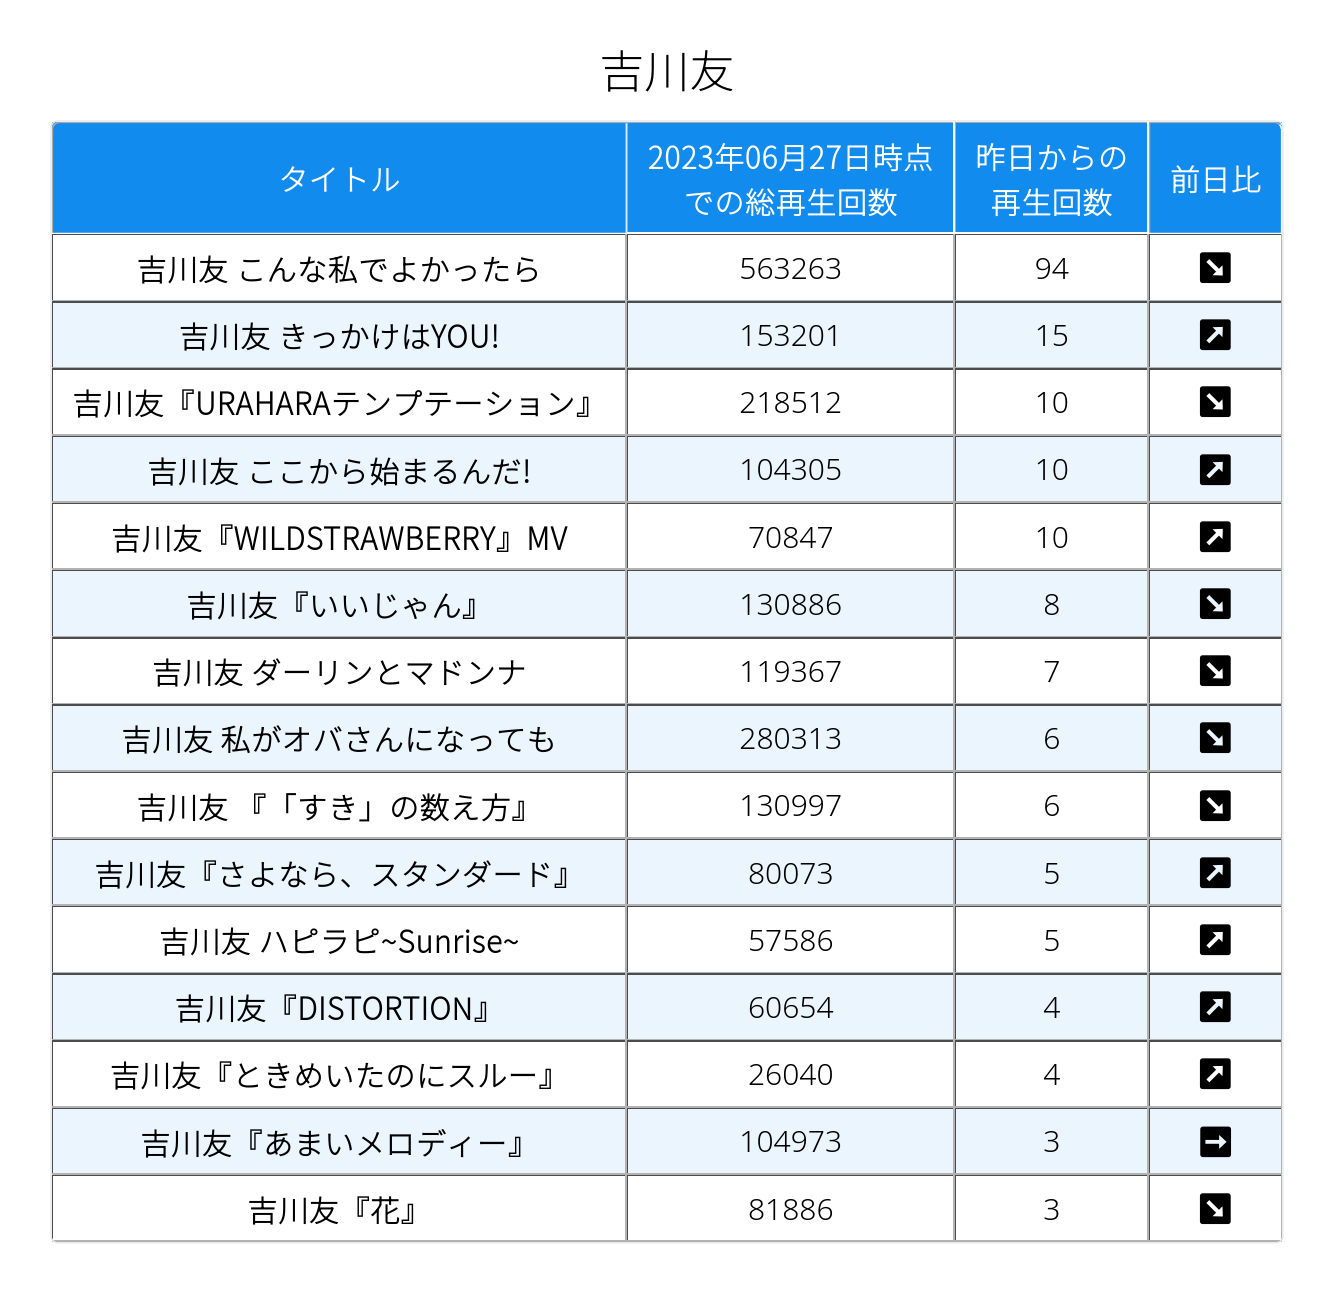 吉川友
タイトル
2023年06月27日時点
での総再生回数
昨日からの
再生回数
前日比
吉川友 こんな私でよかったら 563263 94 ↘
吉川友 きっかけはYOU! 153201 15 ↗
吉川友『URAHARAテンプテーション』 218512 10 ↘
吉川友 ここから始まるんだ! 104305 10 ↗
吉川友『WILDSTRAWBERRY』MV 70847 10 ↗
吉川友『いいじゃん』 130886 8 ↘
吉川友 ダーリンとマドンナ 119367 7 ↘
吉川友 私がオバさんになっても 280313 6 ↘
吉川友 『「すき」の数え方』 130997 6 ↘
吉川友『さよなら、スタンダード』 80073 5 ↗
吉川友 ハピラピ~Sunrise~ 57586 5 ↗
吉川友『DISTORTION』 60654 4 ↗
吉川友『ときめいたのにスルー』 26040 4 ↗
吉川友『あまいメロディー』 104973 3 →
吉川友『花』 81886 3 ↘